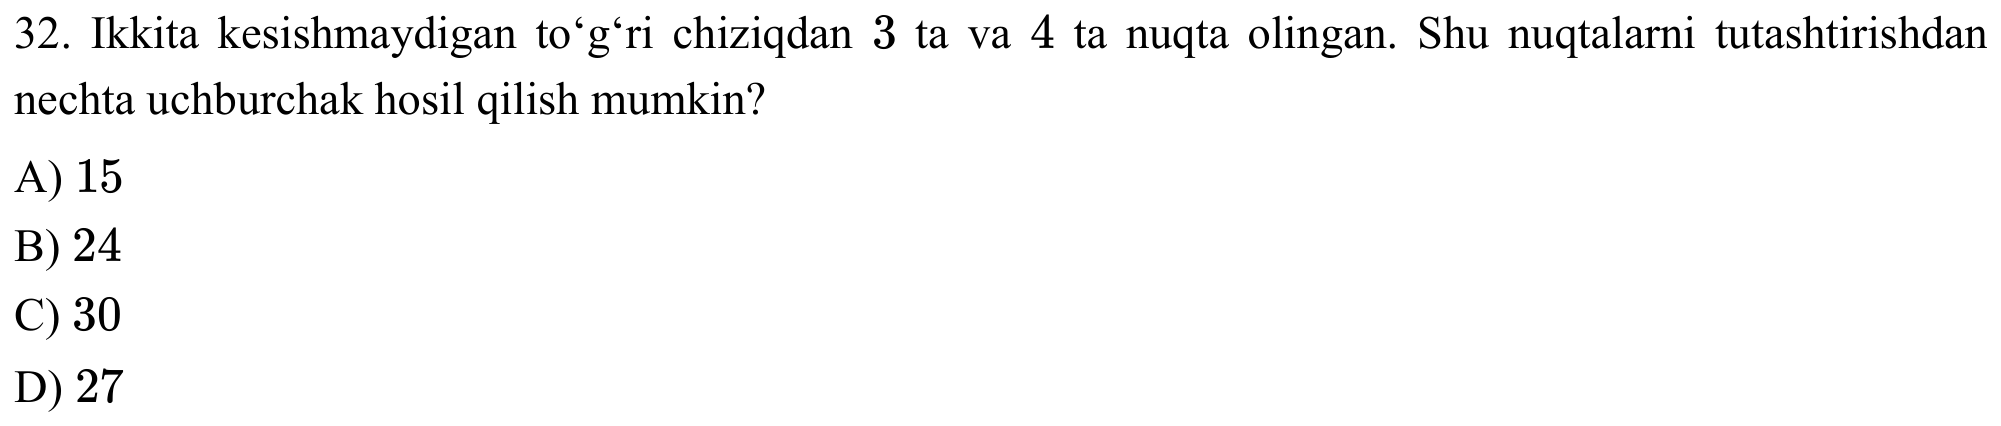 32. Ikkita kesishmaydigan to‘g‘ri chiziqdan 3 ta va 4 ta nuqta olingan. Shu nuqtalarni tutashtirishdan
nechta uchburchak hosil qilish mumkin?
A) 15
B) 24
C) 30
D) 27